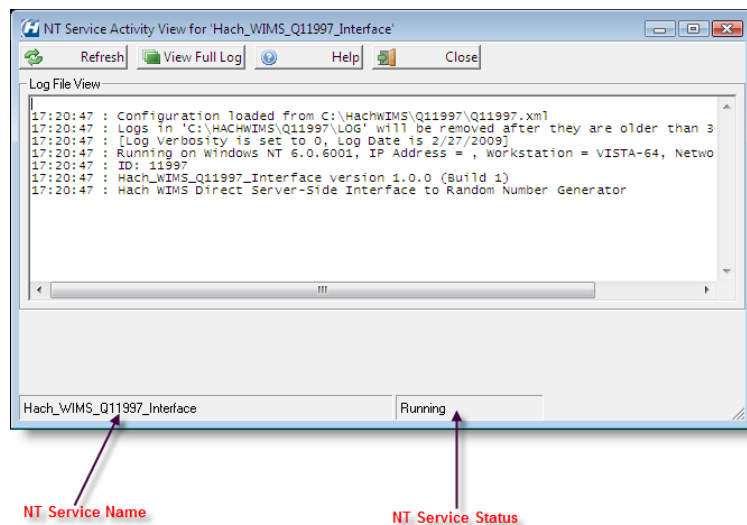 NT Service Activity View for 'Hach_WIMS_Q11997_Interface'
Refresh View Full Log Help Close
Log File View
17:20:47 : Configuration loaded from C:\HachWIMS\Q11997\Q11997.xml
17:20:47 : Logs in 'C:\HACHWIMS\Q11997\LOG' will be removed after they are older than 3
17:20:47 : [Log Verbosity is set to 0, Log Date is 2/27/2009]
17:20:47 : Running on Windows NT 6.0.6001, IP Address = , Workstation = VISTA-64, Netwo
17:20:47 : ID: 11997
17:20:47 : Hach_WIMS_Q11997_Interface version 1.0.0 (Build 1)
17:20:47 : Hach WIMS Direct Server-Side Interface to Random Number Generator
Hach_WIMS_Q11997_Interface Running
NT Service Name NT Service Status